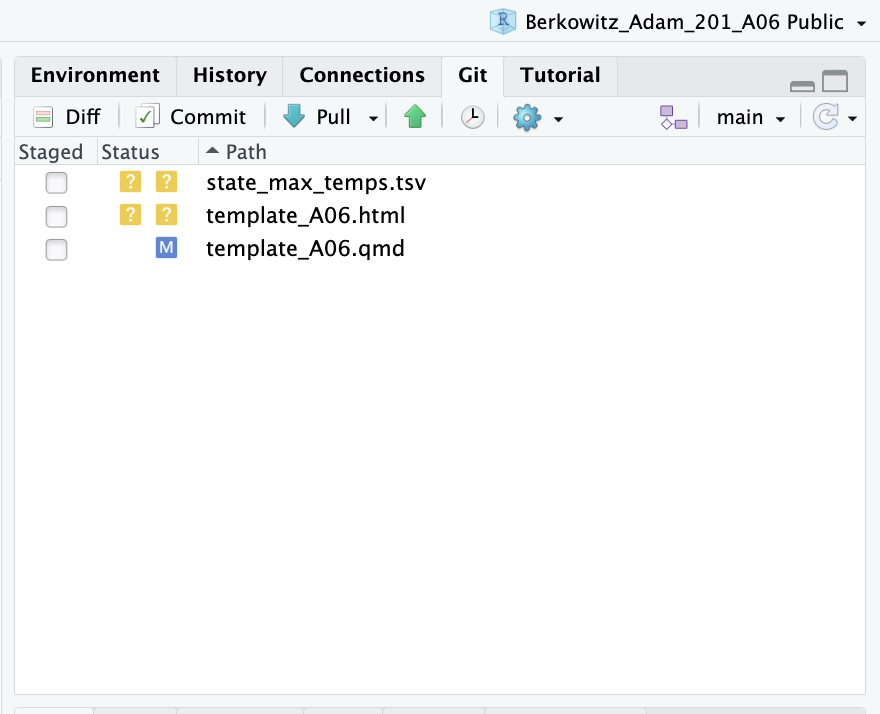 Berkowitz_Adam_201_A06 Public
Environment History Connections Git Tutorial
Diff Commit Pull main
Staged Status Path
? ? state_max_temps.tsv
? ? template_A06.html
M template_A06.qmd